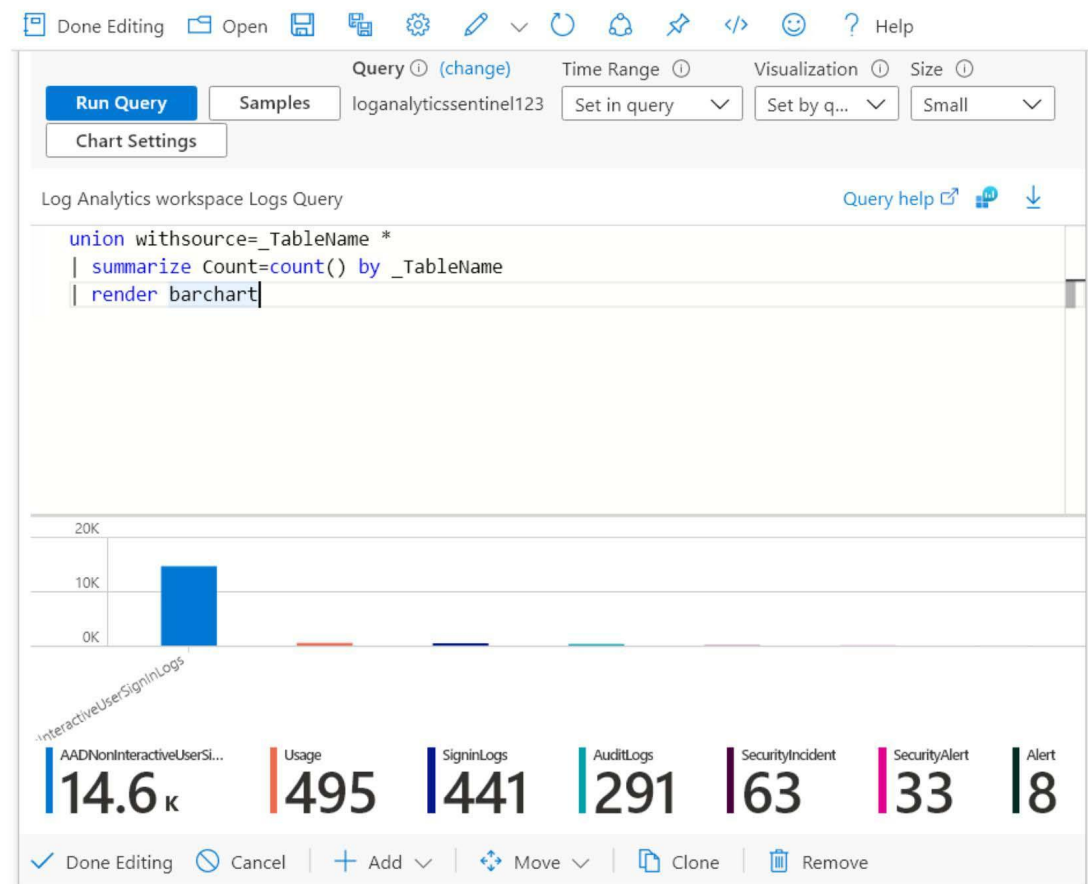 Done Editing Open Help
Query (change) Time Range Visualization Size
Run Query Samples loganalyticssentinel123 Set in query Set by q... Small
Chart Settings
Log Analytics workspace Logs Query Query help
union withsource=_TableName *
| summarize Count=count() by _TableName
| render barchart
20K
10K
0K
InteractiveUserSignInLogs
AADNonInteractiveUserSi... Usage SigninLogs AuditLogs SecurityIncident SecurityAlert Alert
14.6 K 495 441 291 63 33 8
Done Editing Cancel Add Move Clone Remove